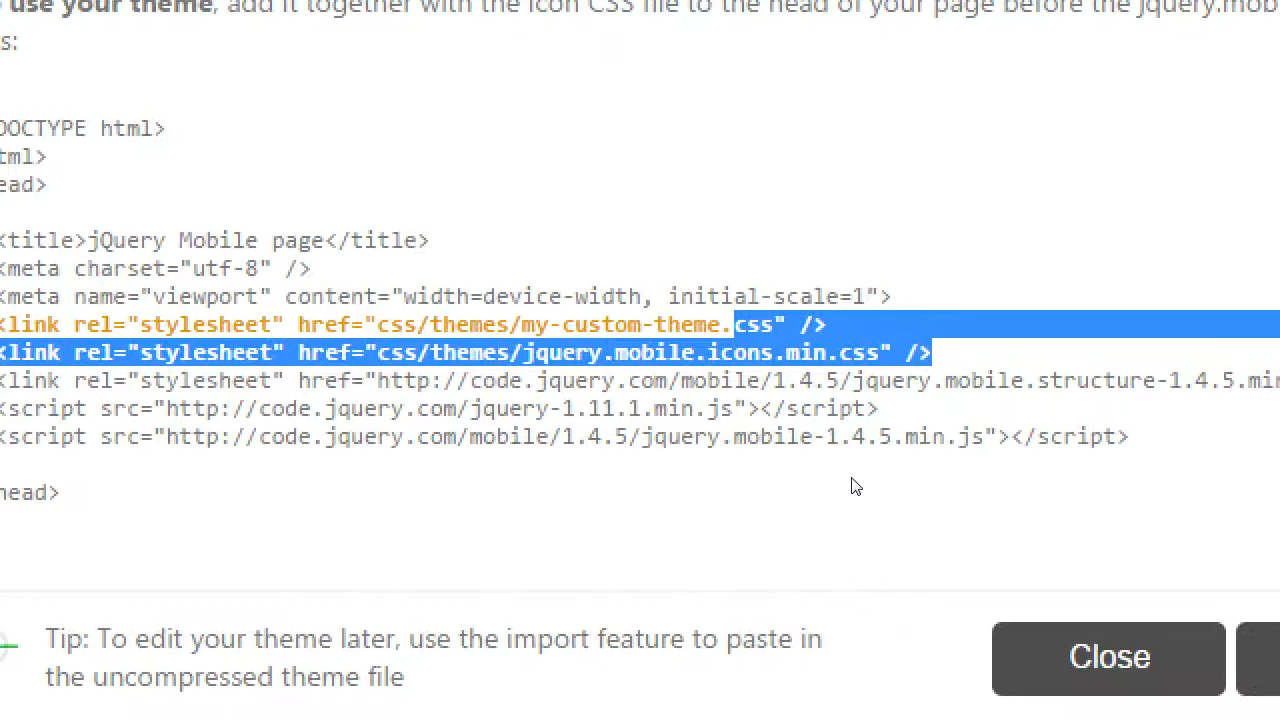 use your theme, add it together with the icon CSS file to the head of your page before the jquery.mob
s:
DOCTYPE html>
tml>
ead>
<title>jQuery Mobile page</title>
<meta charset="utf-8" />
<meta name="viewport" content="width=device-width, initial-scale=1">
<link rel="stylesheet" href="css/themes/my-custom-theme.css" />
<link rel="stylesheet" href="css/themes/jquery.mobile.icons.min.css" />
<link rel="stylesheet" href="http://code.jquery.com/mobile/1.4.5/jquery.mobile.structure-1.4.5.min
<script src="http://code.jquery.com/jquery-1.11.1.min.js"></script>
<script src="http://code.jquery.com/mobile/1.4.5/jquery.mobile-1.4.5.min.js"></script>
head>
Tip: To edit your theme later, use the import feature to paste in
the uncompressed theme file
Close